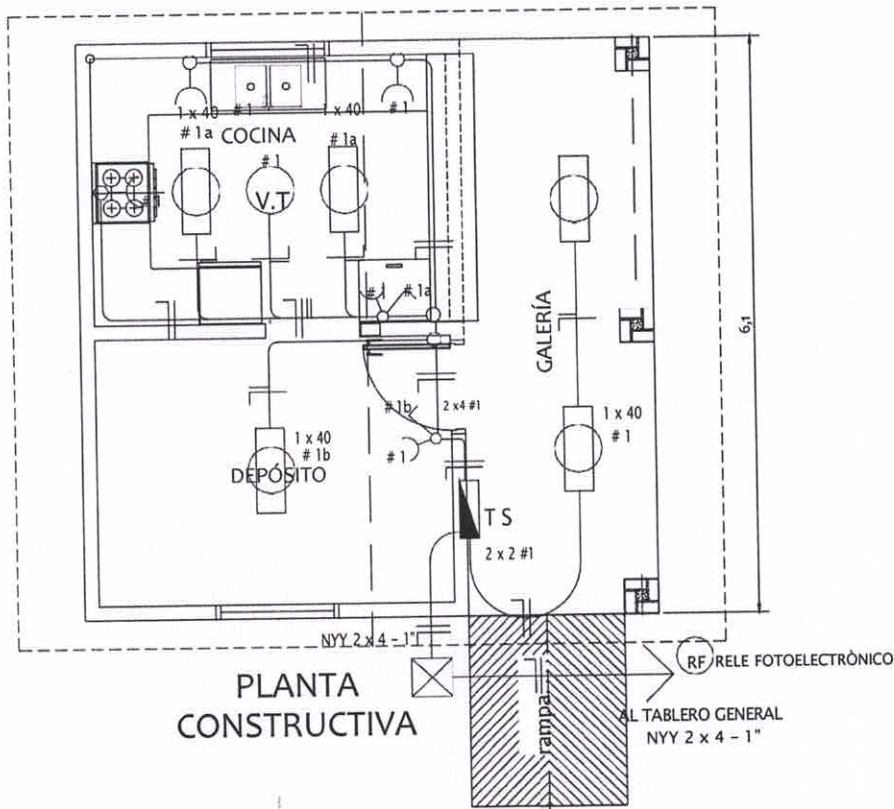 1 x 40
# 1a
# 1
1 x 40
#1a
# 1
COCINA
# 1
V.T
#
# 1
# 1a
GALERÍA
6,1
#1b
2 x4 #1
# 1
1 x 40
# 1
1 x 40
# 1b
DEPÓSITO
T S
2 x 2 #1
NYY 2 x 4 – 1"
PLANTA
CONSTRUCTIVA
rampa
RF RELE FOTOELECTRÒNICO
AL TABLERO GENERAL
NYY 2 x 4 – 1"